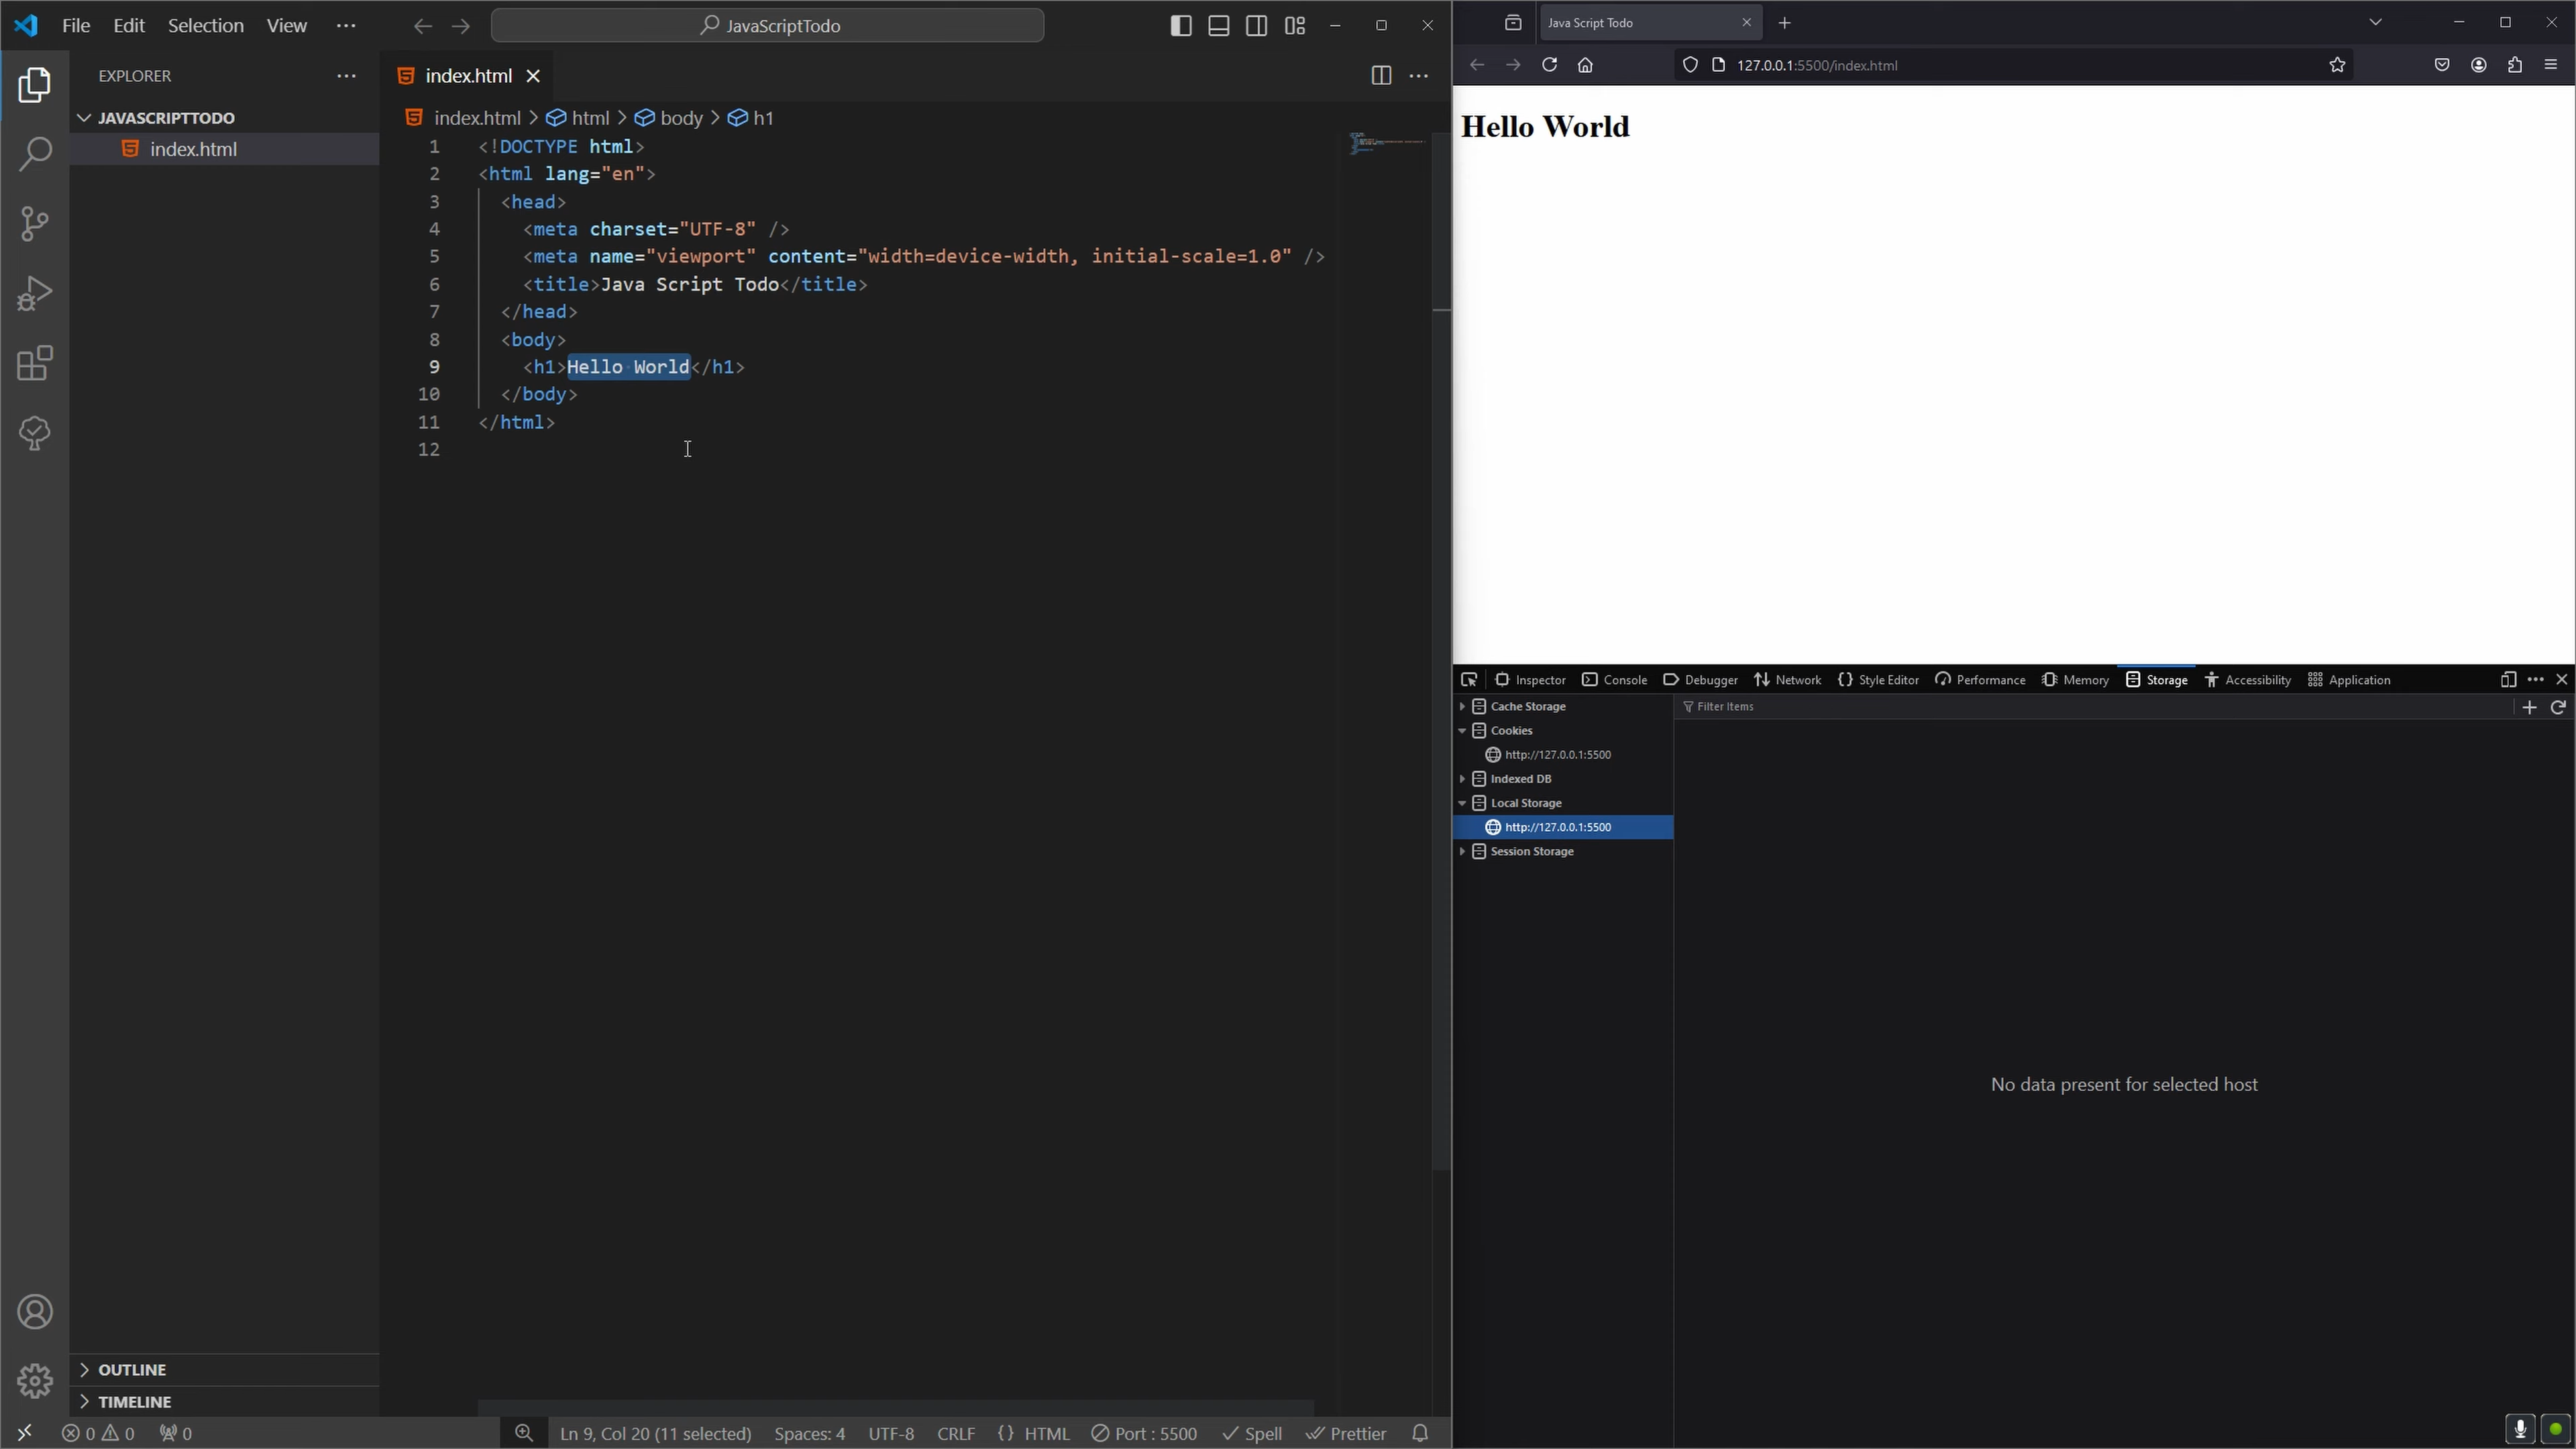 File Edit Selection View ···
JavaScriptTodo
EXPLORER
JAVASCRIPTTODO
index.html
OUTLINE
TIMELINE
index.html
index.html > html > body > h1
1 <!DOCTYPE html>
2 <html lang="en">
3 <head>
4 <meta charset="UTF-8" />
5 <meta name="viewport" content="width=device-width, initial-scale=1.0" />
6 <title>Java Script Todo</title>
7 </head>
8 <body>
9 <h1>Hello World</h1>
10 </body>
11 </html>
12
0 0 0 Ln 9, Col 20 (11 selected) Spaces: 4 UTF-8 CRLF {} HTML Port : 5500 Spell Prettier
Java Script Todo
127.0.0.1:5500/index.html
Hello World
Inspector Console Debugger Network Style Editor Performance Memory Storage Accessibility Application
Cache Storage
Cookies
http://127.0.0.1:5500
Indexed DB
Local Storage
http://127.0.0.1:5500
Session Storage
Filter Items
No data present for selected host